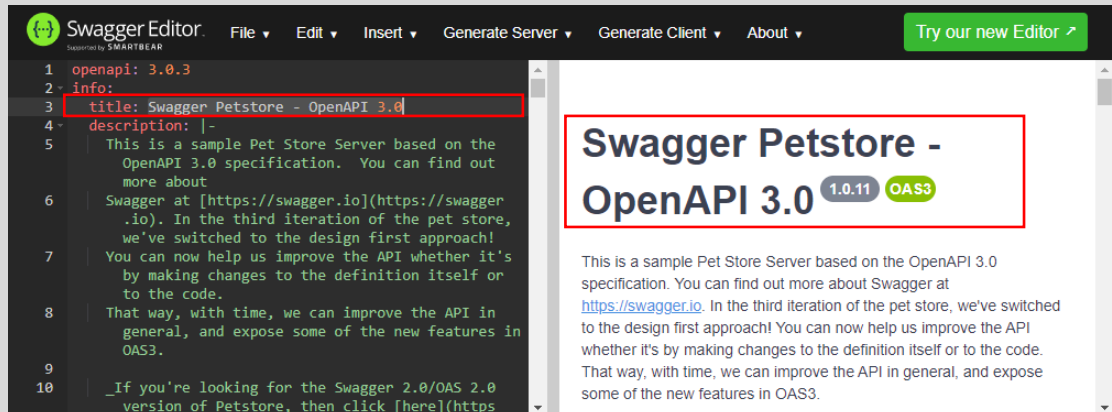 Swagger Editor.
Supported by SMARTBEAR
File Edit Insert Generate Server Generate Client About
Try our new Editor ↗
1 openapi: 3.0.3
2 info:
3 title: Swagger Petstore - OpenAPI 3.0
4 description: |-
5 This is a sample Pet Store Server based on the
OpenAPI 3.0 specification.  You can find out
more about
6 Swagger at [https://swagger.io](https://swagger
.io). In the third iteration of the pet store,
we've switched to the design first approach!
7 You can now help us improve the API whether it's
by making changes to the definition itself or
to the code.
8 That way, with time, we can improve the API in
general, and expose some of the new features in
OAS3.
9
10 _If you're looking for the Swagger 2.0/OAS 2.0
version of Petstore, then click [here](https
Swagger Petstore -
OpenAPI 3.0 1.0.11 OAS3
This is a sample Pet Store Server based on the OpenAPI 3.0
specification. You can find out more about Swagger at
https://swagger.io. In the third iteration of the pet store, we've switched
to the design first approach! You can now help us improve the API
whether it's by making changes to the definition itself or to the code.
That way, with time, we can improve the API in general, and expose
some of the new features in OAS3.